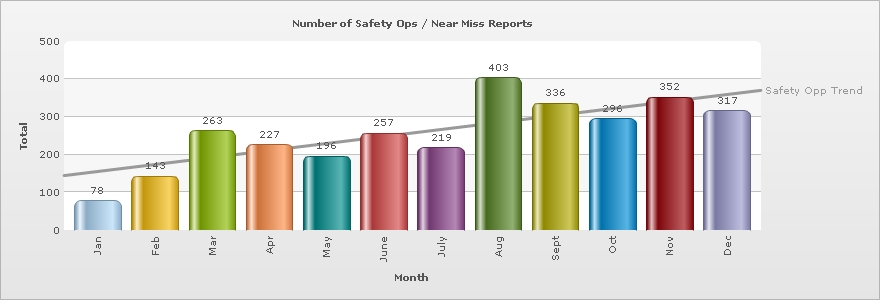 Number of Safety Ops / Near Miss Reports
500
400
300
200
100
0
Total
78
143
263
227
196
257
219
403
336
296
352
317
Safety Opp Trend
Jan
Feb
Mar
Apr
May
June
July
Aug
Sept
Oct
Nov
Dec
Month